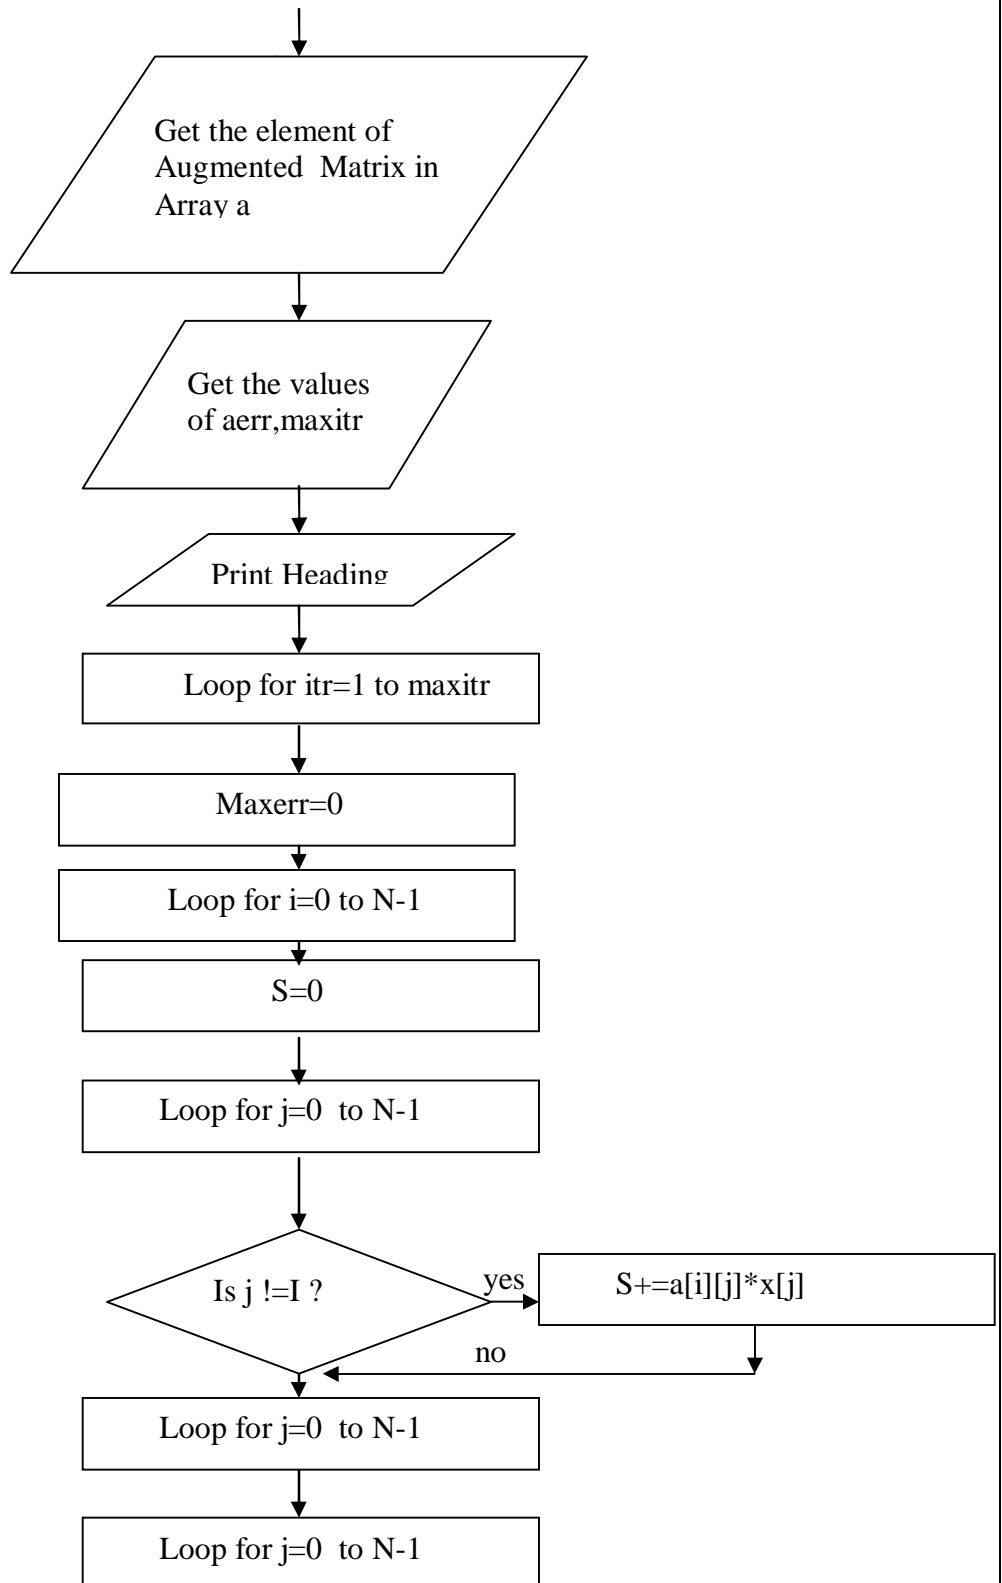 Get the element of
Augmented Matrix in
Array a
Get the values
of aerr,maxitr
Print Heading
Loop for itr=1 to maxitr
Maxerr=0
Loop for i=0 to N-1
S=0
Loop for j=0 to N-1
Is j !=I ?
yes
S+=a[i][j]*x[j]
no
Loop for j=0 to N-1
Loop for j=0 to N-1